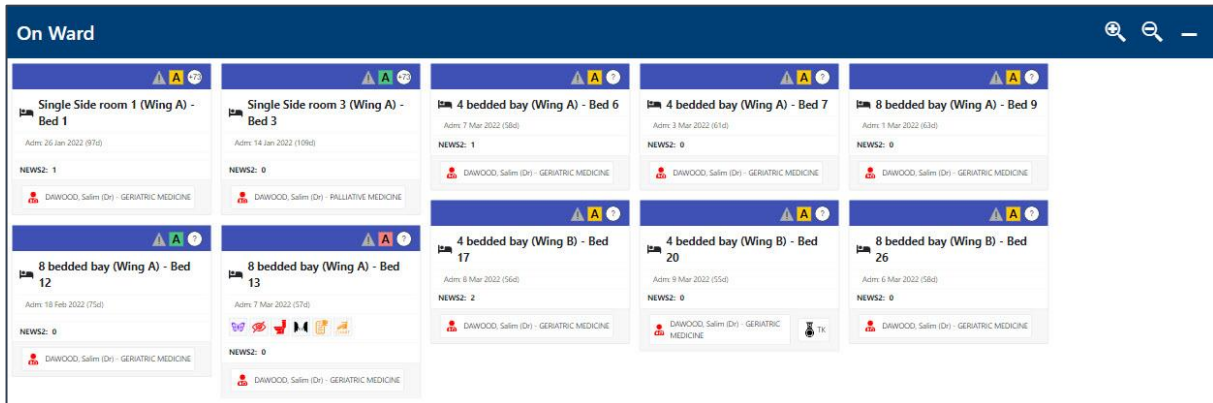 On Ward
A +73
Single Side room 1 (Wing A) -
Bed 1
Adm: 26 Jan 2022 (97d)
NEWS2: 1
DAWOOD, Salim (Dr) - GERIATRIC MEDICINE
A +73
Single Side room 3 (Wing A) -
Bed 3
Adm: 14 Jan 2022 (109d)
NEWS2: 0
DAWOOD, Salim (Dr) - PALLIATIVE MEDICINE
A ?
4 bedded bay (Wing A) - Bed 6
Adm: 7 Mar 2022 (58d)
NEWS2: 1
DAWOOD, Salim (Dr) - GERIATRIC MEDICINE
A ?
4 bedded bay (Wing A) - Bed 7
Adm: 3 Mar 2022 (61d)
NEWS2: 0
DAWOOD, Salim (Dr) - GERIATRIC MEDICINE
A ?
8 bedded bay (Wing A) - Bed 9
Adm: 1 Mar 2022 (63d)
NEWS2: 0
DAWOOD, Salim (Dr) - GERIATRIC MEDICINE
A ?
8 bedded bay (Wing A) - Bed
12
Adm: 18 Feb 2022 (75d)
NEWS2: 0
DAWOOD, Salim (Dr) - GERIATRIC MEDICINE
A ?
8 bedded bay (Wing A) - Bed
13
Adm: 7 Mar 2022 (57d)
NEWS2: 0
DAWOOD, Salim (Dr) - GERIATRIC MEDICINE
A ?
4 bedded bay (Wing B) - Bed
17
Adm: 8 Mar 2022 (56d)
NEWS2: 2
DAWOOD, Salim (Dr) - GERIATRIC MEDICINE
A ?
4 bedded bay (Wing B) - Bed
20
Adm: 9 Mar 2022 (55d)
NEWS2: 0
DAWOOD, Salim (Dr) - GERIATRIC
MEDICINE
TK
A ?
8 bedded bay (Wing B) - Bed
26
Adm: 6 Mar 2022 (58d)
NEWS2: 0
DAWOOD, Salim (Dr) - GERIATRIC MEDICINE